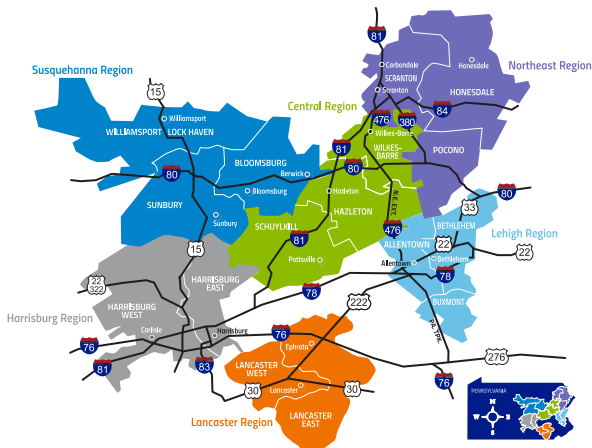 81
Carbondale
SCRANTON
Scranton
Honesdale
HONESDALE
Northeast Region
Susquehanna Region
15
Williamsport
WILLIAMSPORT
LOCK HAVEN
Central Region
476
380
84
Wilkes-Barre
WILKES-
BARRE
POCONO
81
BLOOMSBURG
Berwick
80
80
80
Bloomsburg
Hazleton
HAZLETON
N.E. EXT.
33
SUNBURY
Sunbury
SCHUYLKILL
476
BETHLEHEM
Lehigh Region
ALLENTOWN
22
22
81
15
Pottsville
Allentown
Bethlehem
78
HARRISBURG
EAST
22
322
78
222
BUXMONT
HARRISBURG
WEST
Harrisburg Region
Carlisle
Harrisburg
76
76
Ephrata
PA. TPK.
276
81
83
LANCASTER
WEST
30
Lancaster
30
76
Lancaster Region
LANCASTER
EAST
PENNSYLVANIA
N
W
E
S